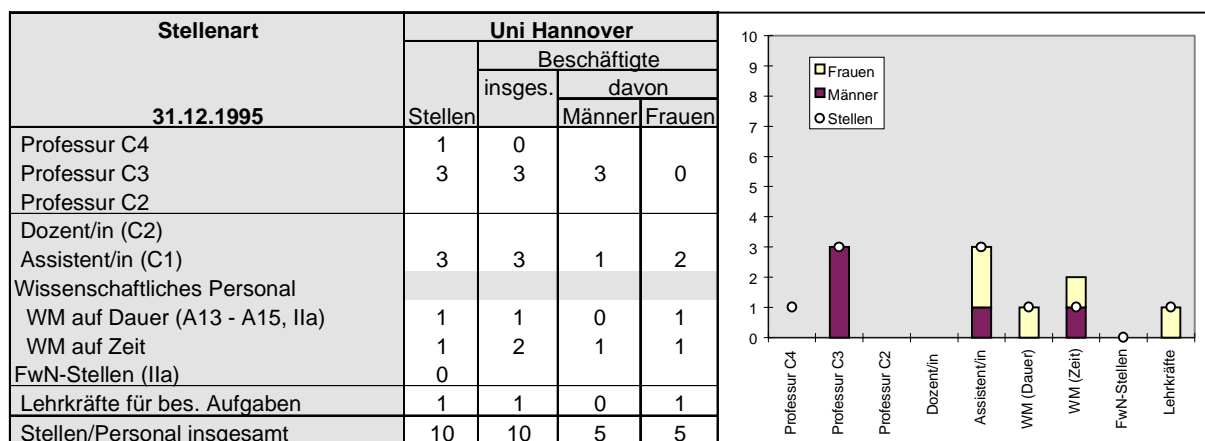 Stellenart Uni Hannover
Beschäftigte
insges. davon
31.12.1995 Stellen Männer Frauen
Professur C4 1 0
Professur C3 3 3 3 0
Professur C2
Dozent/in (C2)
Assistent/in (C1) 3 3 1 2
Wissenschaftliches Personal
WM auf Dauer (A13 - A15, IIa) 1 1 0 1
WM auf Zeit 1 2 1 1
FwN-Stellen (IIa) 0
Lehrkräfte für bes. Aufgaben 1 1 0 1
Stellen/Personal insgesamt 10 10 5 5
10
9
8
7
6
5
4
3
2
1
0
Frauen
Männer
Stellen
Professur C4
Professur C3
Professur C2
Dozent/in
Assistent/in
WM (Dauer)
WM (Zeit)
FwN-Stellen
Lehrkräfte